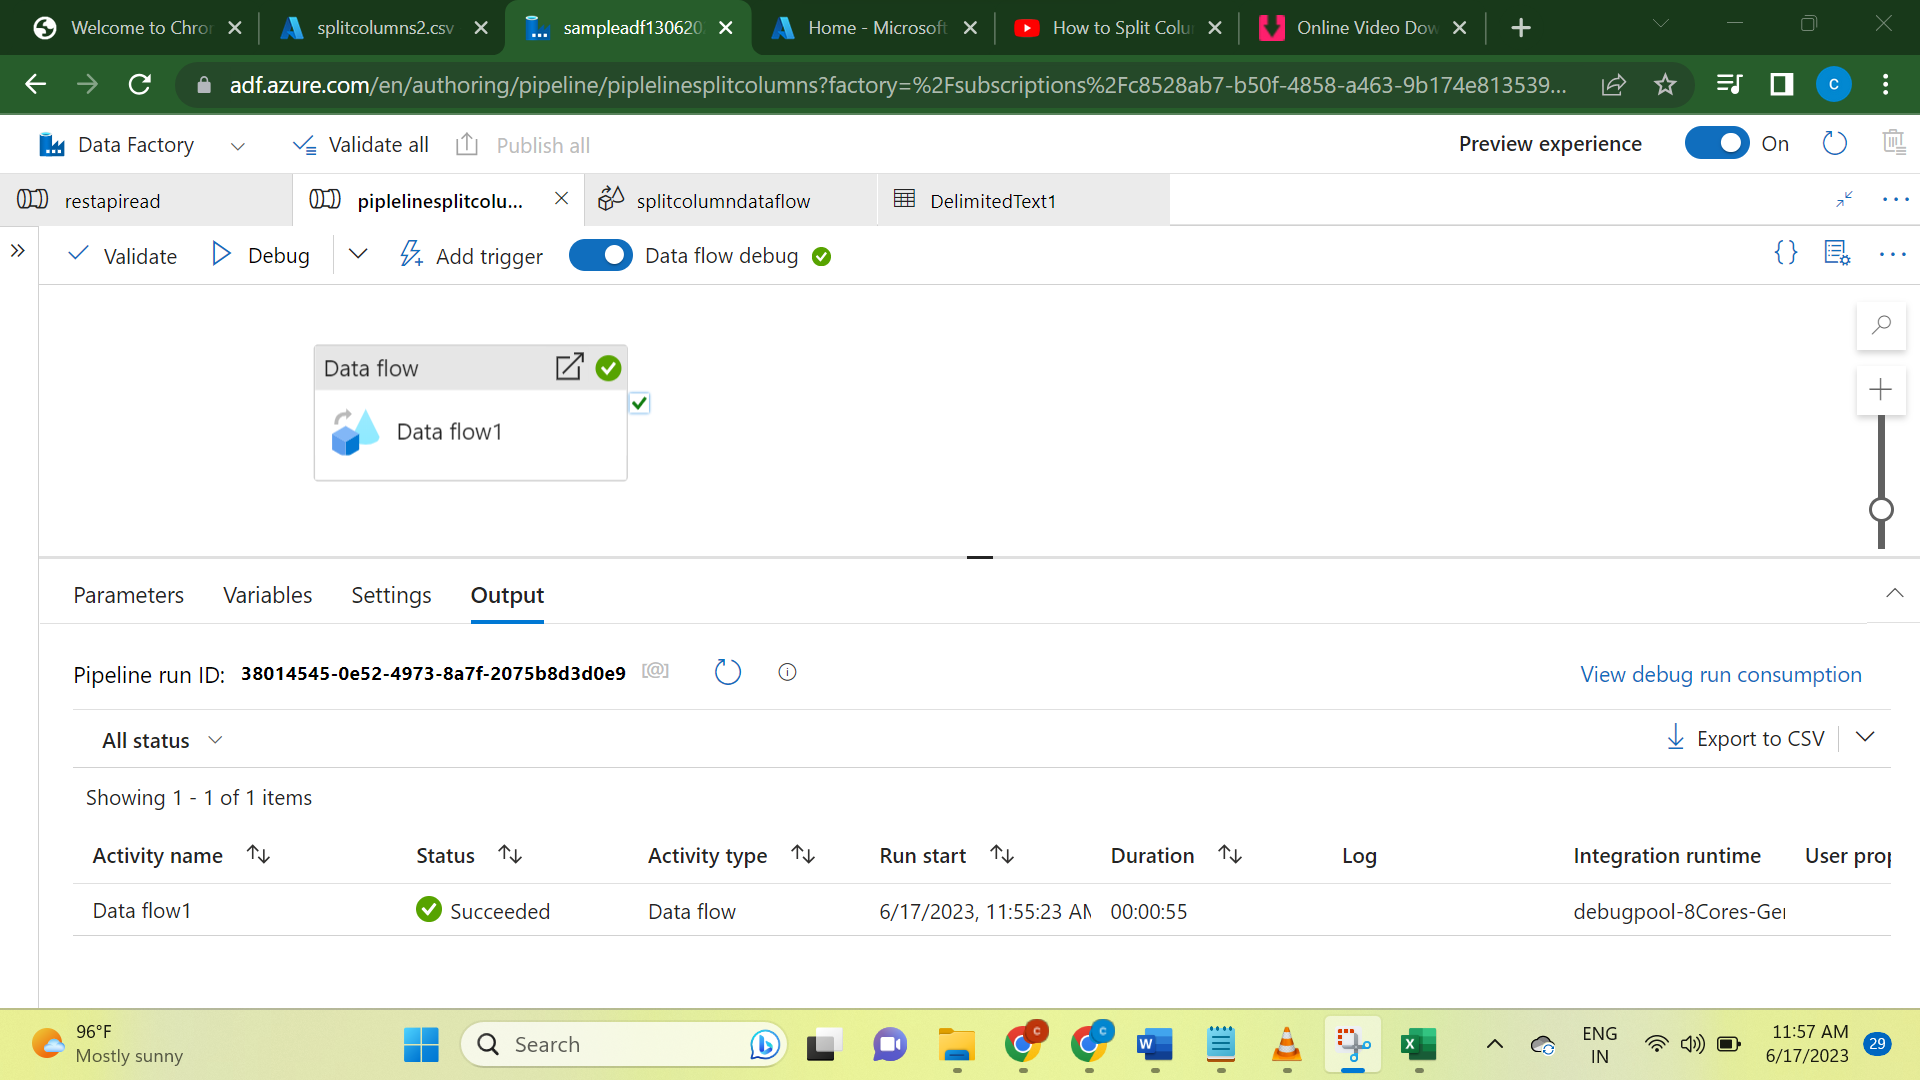 Welcome to Chror
splitcolumns2.csv
sampleadf130620
Home - Microsoft
How to Split Colu
Online Video Dow
adf.azure.com/en/authoring/pipeline/piplelinesplitcolumns?factory=%2Fsubscriptions%2Fc8528ab7-b50f-4858-a463-9b174e813539...
C
Data Factory
Validate all
Publish all
Preview experience
On
restapiread
piplelinesplitcolu...
splitcolumndataflow
DelimitedText1
Validate
Debug
Add trigger
Data flow debug
Data flow
Data flow1
Parameters
Variables
Settings
Output
Pipeline run ID: 38014545-0e52-4973-8a7f-2075b8d3d0e9 [@]
View debug run consumption
All status
Export to CSV
Showing 1 - 1 of 1 items
Activity name Status Activity type Run start Duration Log Integration runtime User prop
Data flow1 Succeeded Data flow 6/17/2023, 11:55:23 AM 00:00:55 debugpool-8Cores-Ge
96°F
Mostly sunny
Search
ENG
IN
11:57 AM
6/17/2023
29